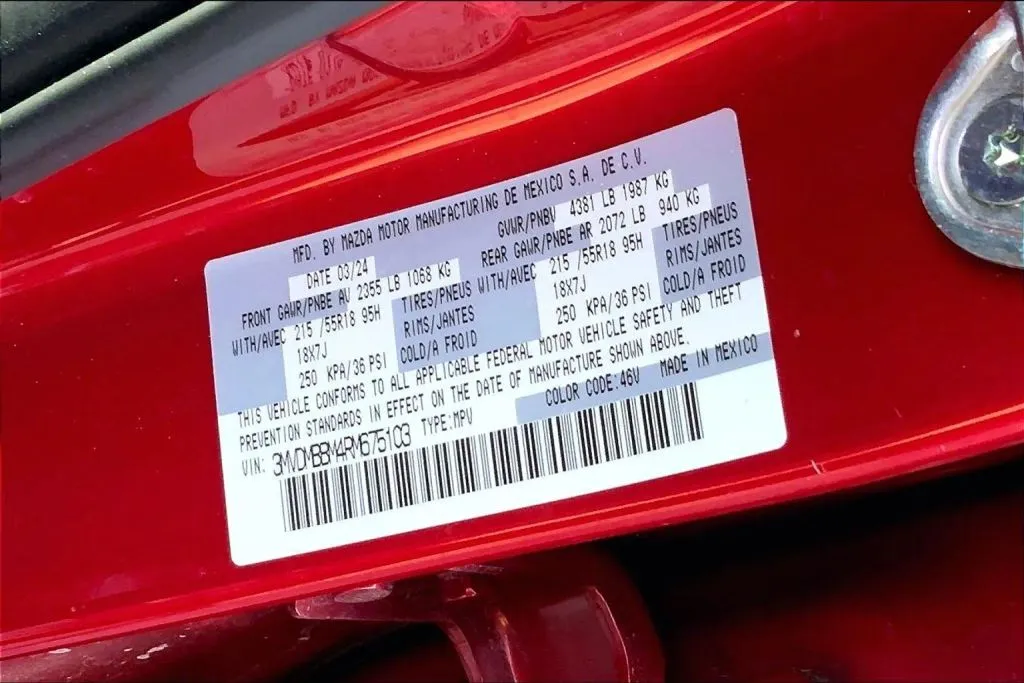 MFD. BY MAZDA MOTOR MANUFACTURING DE MEXICO S.A. DE C.V.
DATE 03/24 GVWR/PNBV 4381 LB 1987 KG
FRONT GAWR/PNBE AV 2355 LB 1068 KG REAR GAWR/PNBE AR 2072 LB 940 KG
WITH/AVEC 215 /55R18 95H TIRES/PNEUS WITH/AVEC 215 /55R18 95H TIRES/PNEUS
18X7J RIMS/JANTES 18X7J RIMS/JANTES
250 KPA/36 PSI COLD/A FROID 250 KPA/36 PSI COLD/A FROID
THIS VEHICLE CONFORMS TO ALL APPLICABLE FEDERAL MOTOR VEHICLE SAFETY AND THEFT
PREVENTION STANDARDS IN EFFECT ON THE DATE OF MANUFACTURE SHOWN ABOVE.
VIN: 3MVDMBBM4RM675103 TYPE:MPV COLOR CODE:46V MADE IN MEXICO